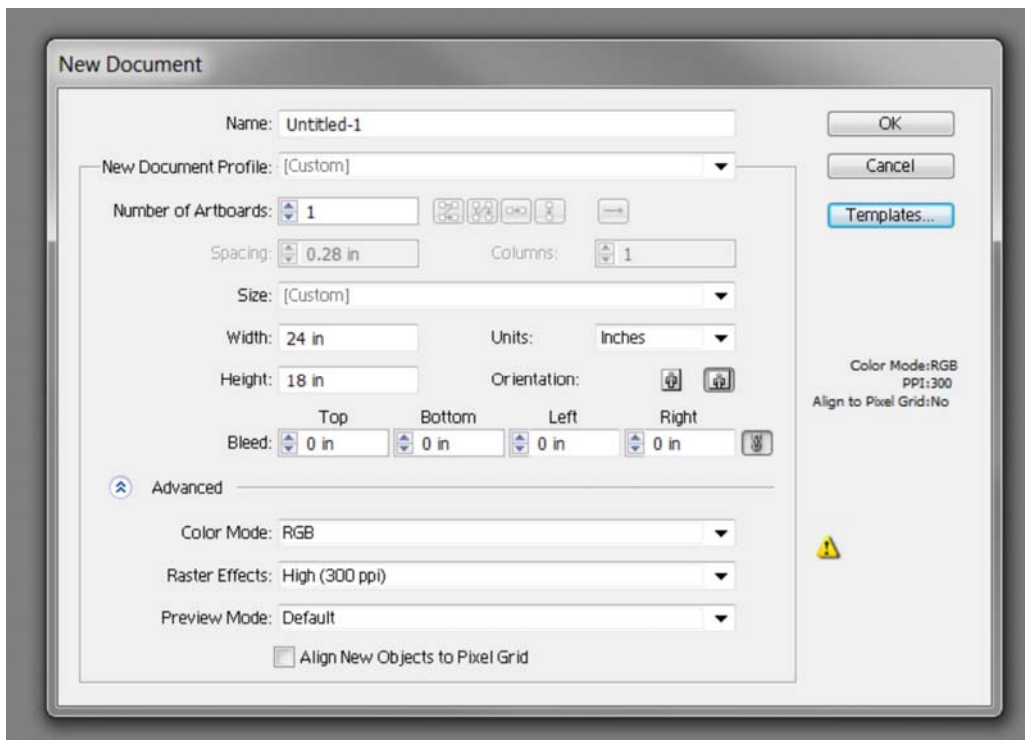 New Document
Name: Untitled-1
OK
New Document Profile: [Custom]
Cancel
Number of Artboards: 1
Templates...
Spacing: 0.28 in Columns: 1
Size: [Custom]
Width: 24 in Units: Inches
Height: 18 in Orientation:
Color Mode:RGB
PPI:300
Align to Pixel Grid:No
Top Bottom Left Right
Bleed: 0 in 0 in 0 in 0 in
Advanced
Color Mode: RGB
Raster Effects: High (300 ppi)
Preview Mode: Default
Align New Objects to Pixel Grid